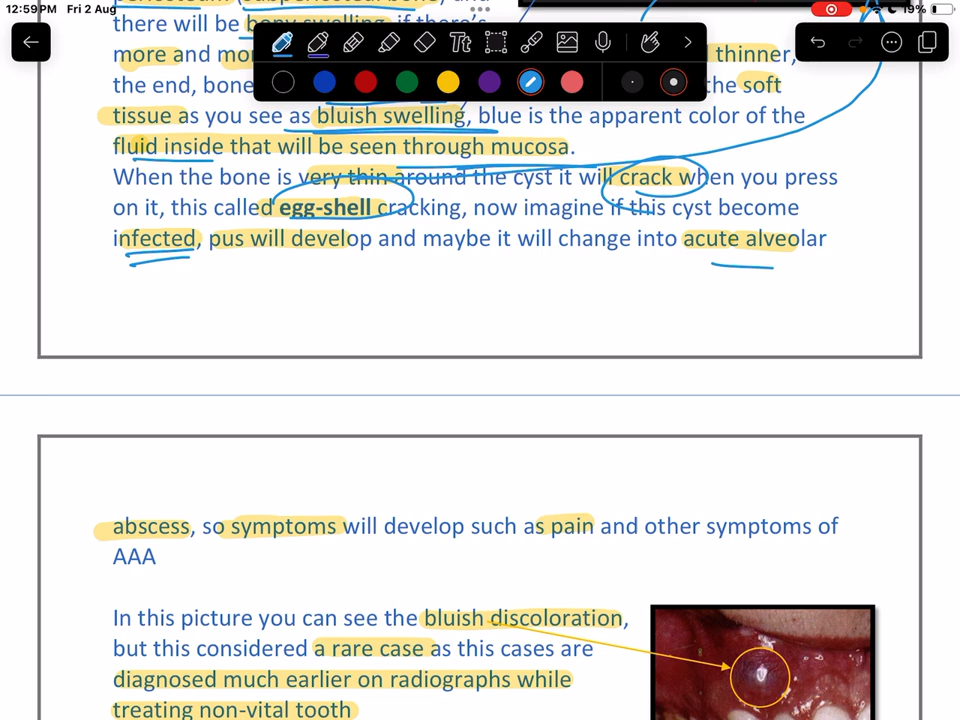 12:59 PM Fri 2 Aug
19%
periosteum (subperiosteal bone) and
there will be bony swelling, if there's
more and thinner,
the end, bone the soft
Tt
tissue as you see as bluish swelling, blue is the apparent color of the
fluid inside that will be seen through mucosa.
When the bone is very thin around the cyst it will crack when you press
on it, this called egg-shell cracking, now imagine if this cyst become
infected, pus will develop and maybe it will change into acute alveolar
abscess, so symptoms will develop such as pain and other symptoms of
AAA
In this picture you can see the bluish discoloration,
but this considered a rare case as this cases are
diagnosed much earlier on radiographs while
treating non-vital tooth